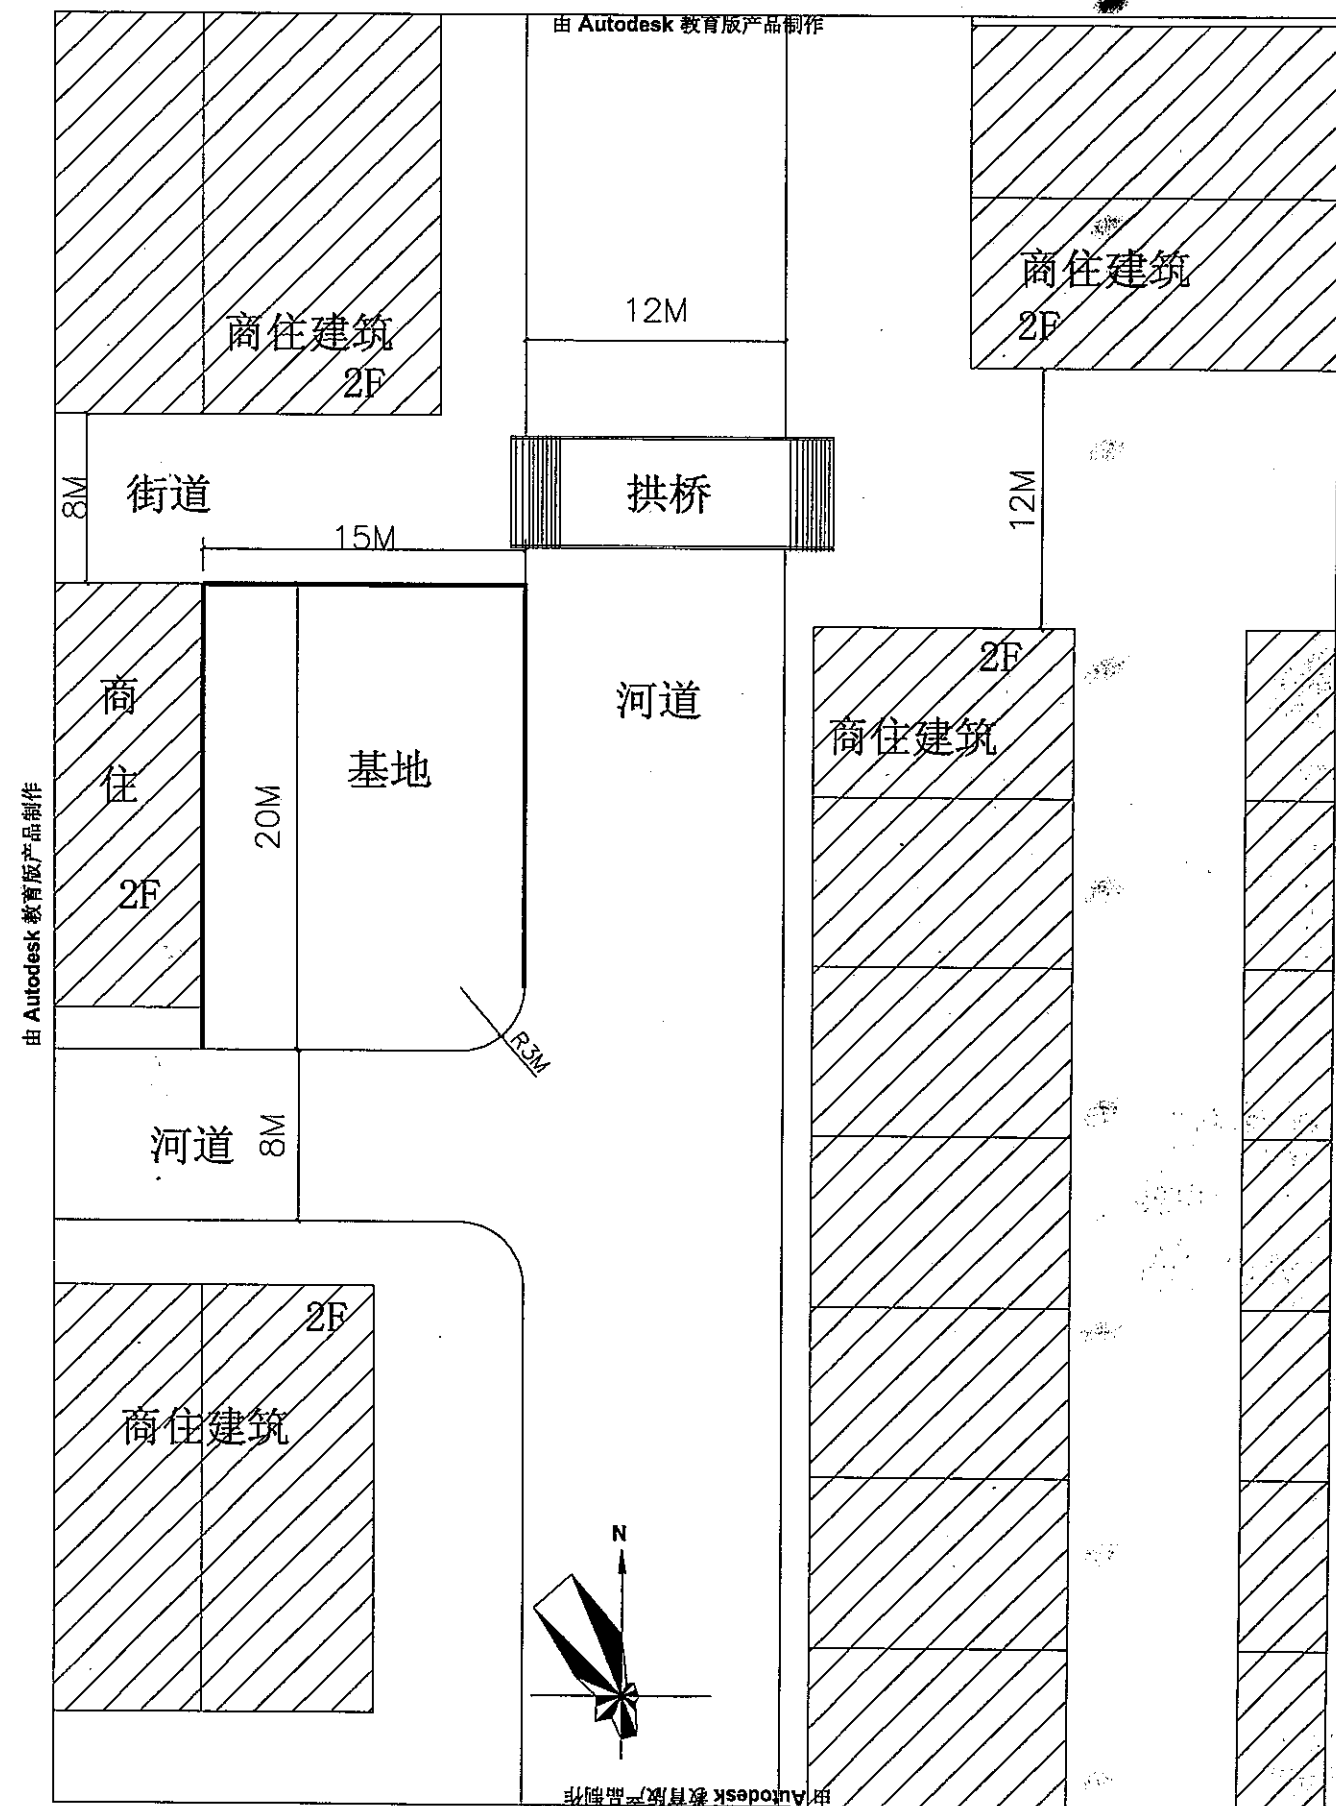 由 Autodesk 教育版产品制作
商住建筑
2F
12M
商住建筑
2F
8M
街道
拱桥
12M
15M
商住
2F
20M
基地
河道
2F
商住建筑
R3M
由 Autodesk 教育版产品制作
河道
8M
2F
商住建筑
N
由 Autodesk 教育版产品制作